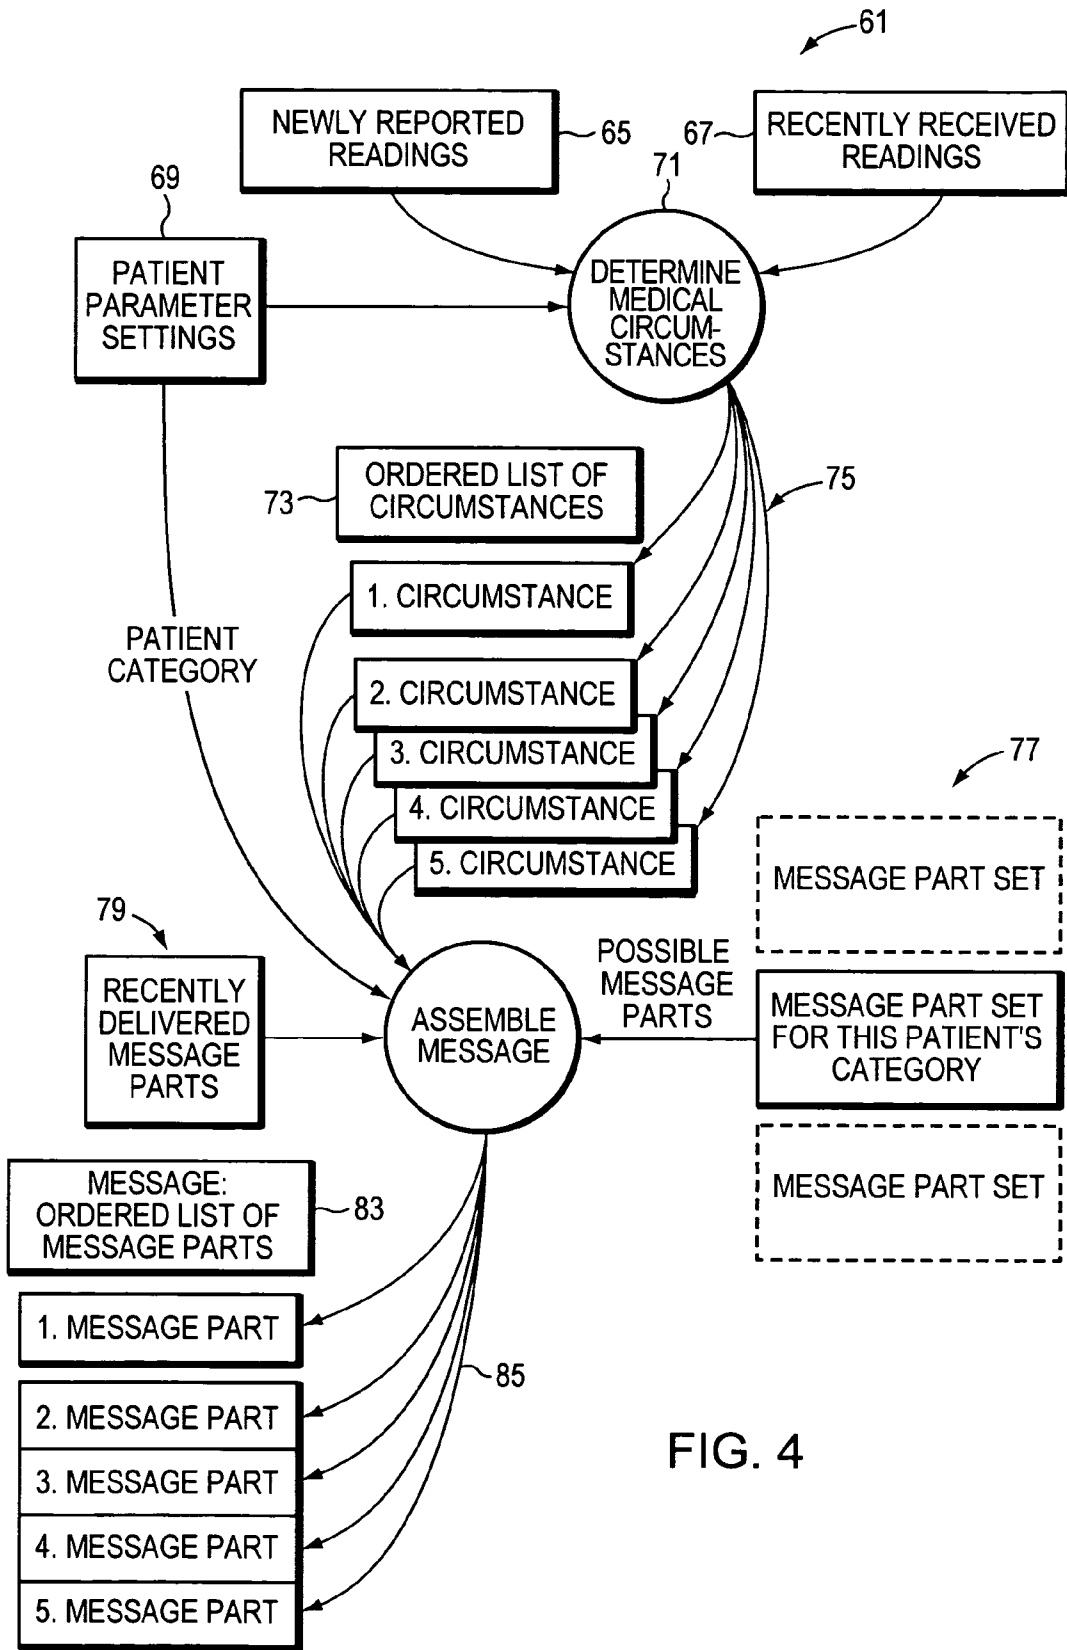 61
NEWLY REPORTED
READINGS
65
67
RECENTLY RECEIVED
READINGS
69
71
PATIENT
PARAMETER
SETTINGS
DETERMINE
MEDICAL
CIRCUM-
STANCES
73
ORDERED LIST OF
CIRCUMSTANCES
75
1. CIRCUMSTANCE
PATIENT
CATEGORY
2. CIRCUMSTANCE
3. CIRCUMSTANCE
4. CIRCUMSTANCE
5. CIRCUMSTANCE
77
MESSAGE PART SET
79
RECENTLY
DELIVERED
MESSAGE
PARTS
ASSEMBLE
MESSAGE
POSSIBLE
MESSAGE
PARTS
MESSAGE PART SET
FOR THIS PATIENT'S
CATEGORY
MESSAGE PART SET
MESSAGE:
ORDERED LIST OF
MESSAGE PARTS
83
1. MESSAGE PART
85
2. MESSAGE PART
3. MESSAGE PART
4. MESSAGE PART
5. MESSAGE PART
FIG. 4